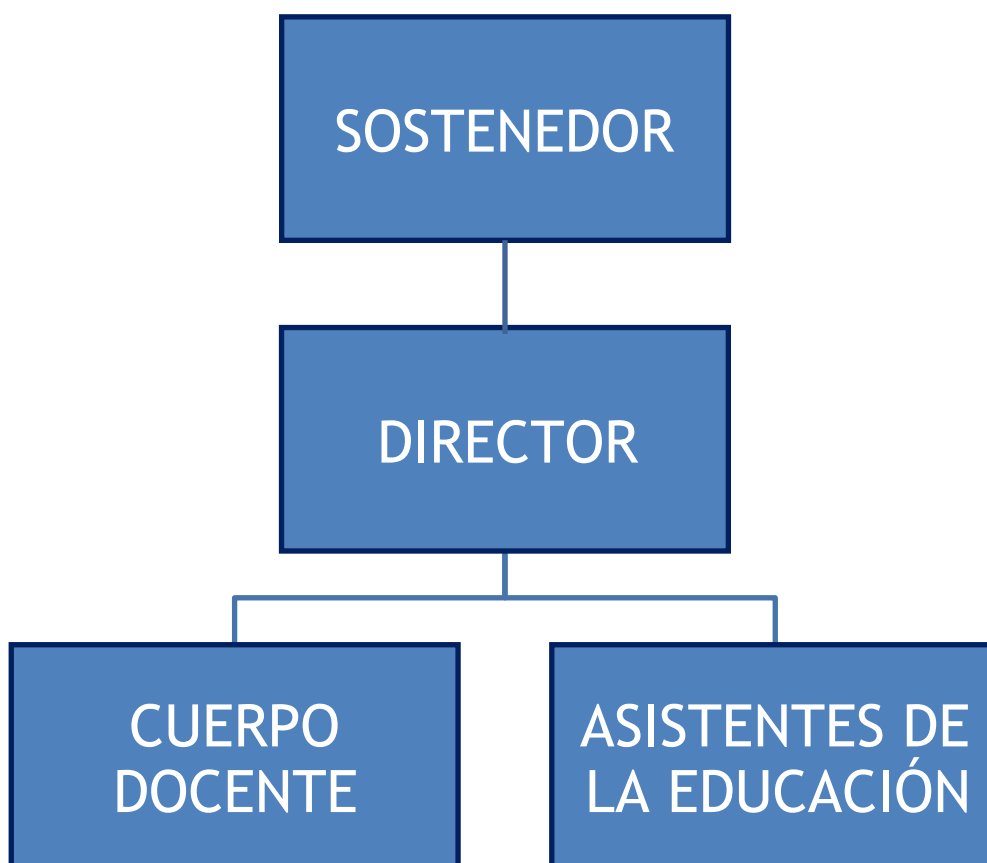 SOSTENEDOR
DIRECTOR
CUERPO
DOCENTE
ASISTENTES DE
LA EDUCACIÓN